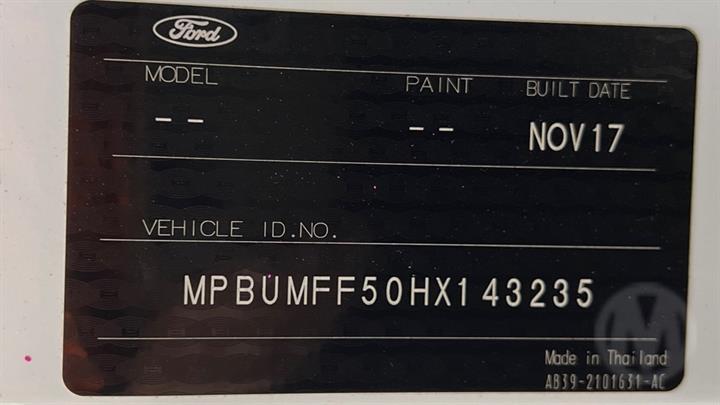 Ford
MODEL PAINT BUILT DATE
-- -- NOV17
VEHICLE ID.NO.
MPBUMFF50HX143235
M
Made in Thailand
AB39-2101631-AC